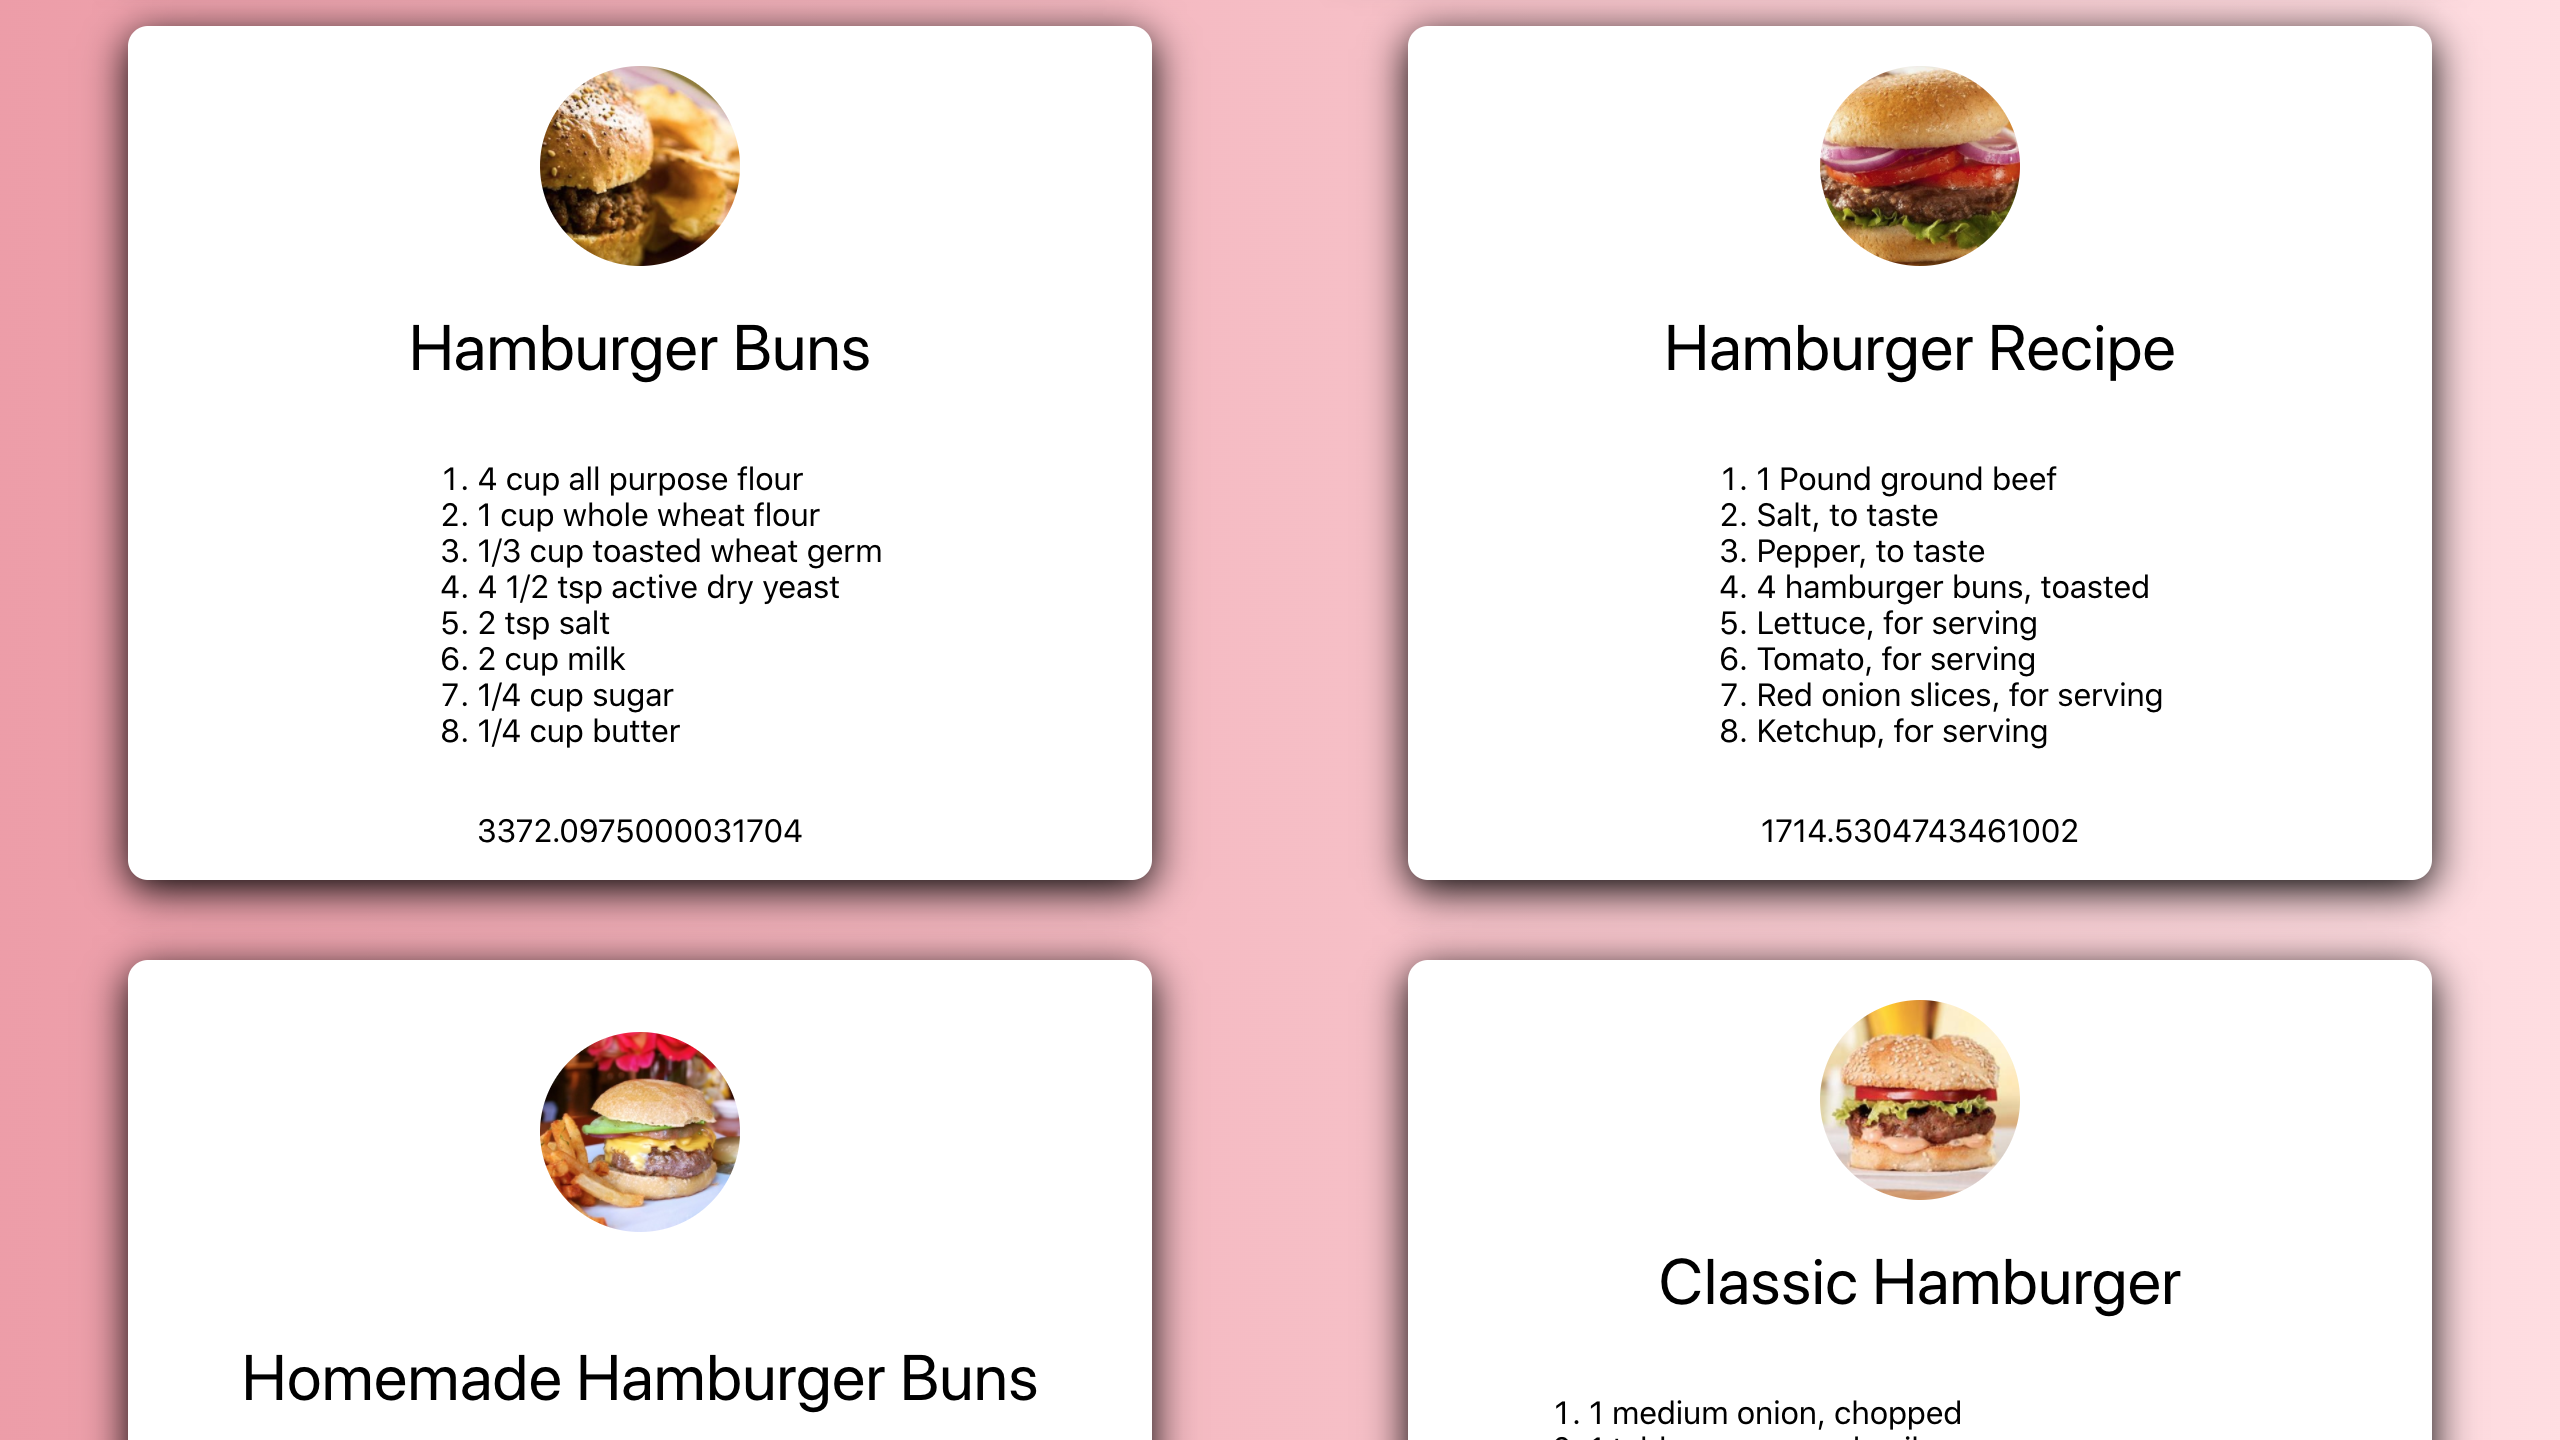 Hamburger Buns
1. 4 cup all purpose flour
2. 1 cup whole wheat flour
3. 1/3 cup toasted wheat germ
4. 4 1/2 tsp active dry yeast
5. 2 tsp salt
6. 2 cup milk
7. 1/4 cup sugar
8. 1/4 cup butter
3372.0975000031704
Hamburger Recipe
1. 1 Pound ground beef
2. Salt, to taste
3. Pepper, to taste
4. 4 hamburger buns, toasted
5. Lettuce, for serving
6. Tomato, for serving
7. Red onion slices, for serving
8. Ketchup, for serving
1714.5304743461002
Homemade Hamburger Buns
Classic Hamburger
1. 1 medium onion, chopped